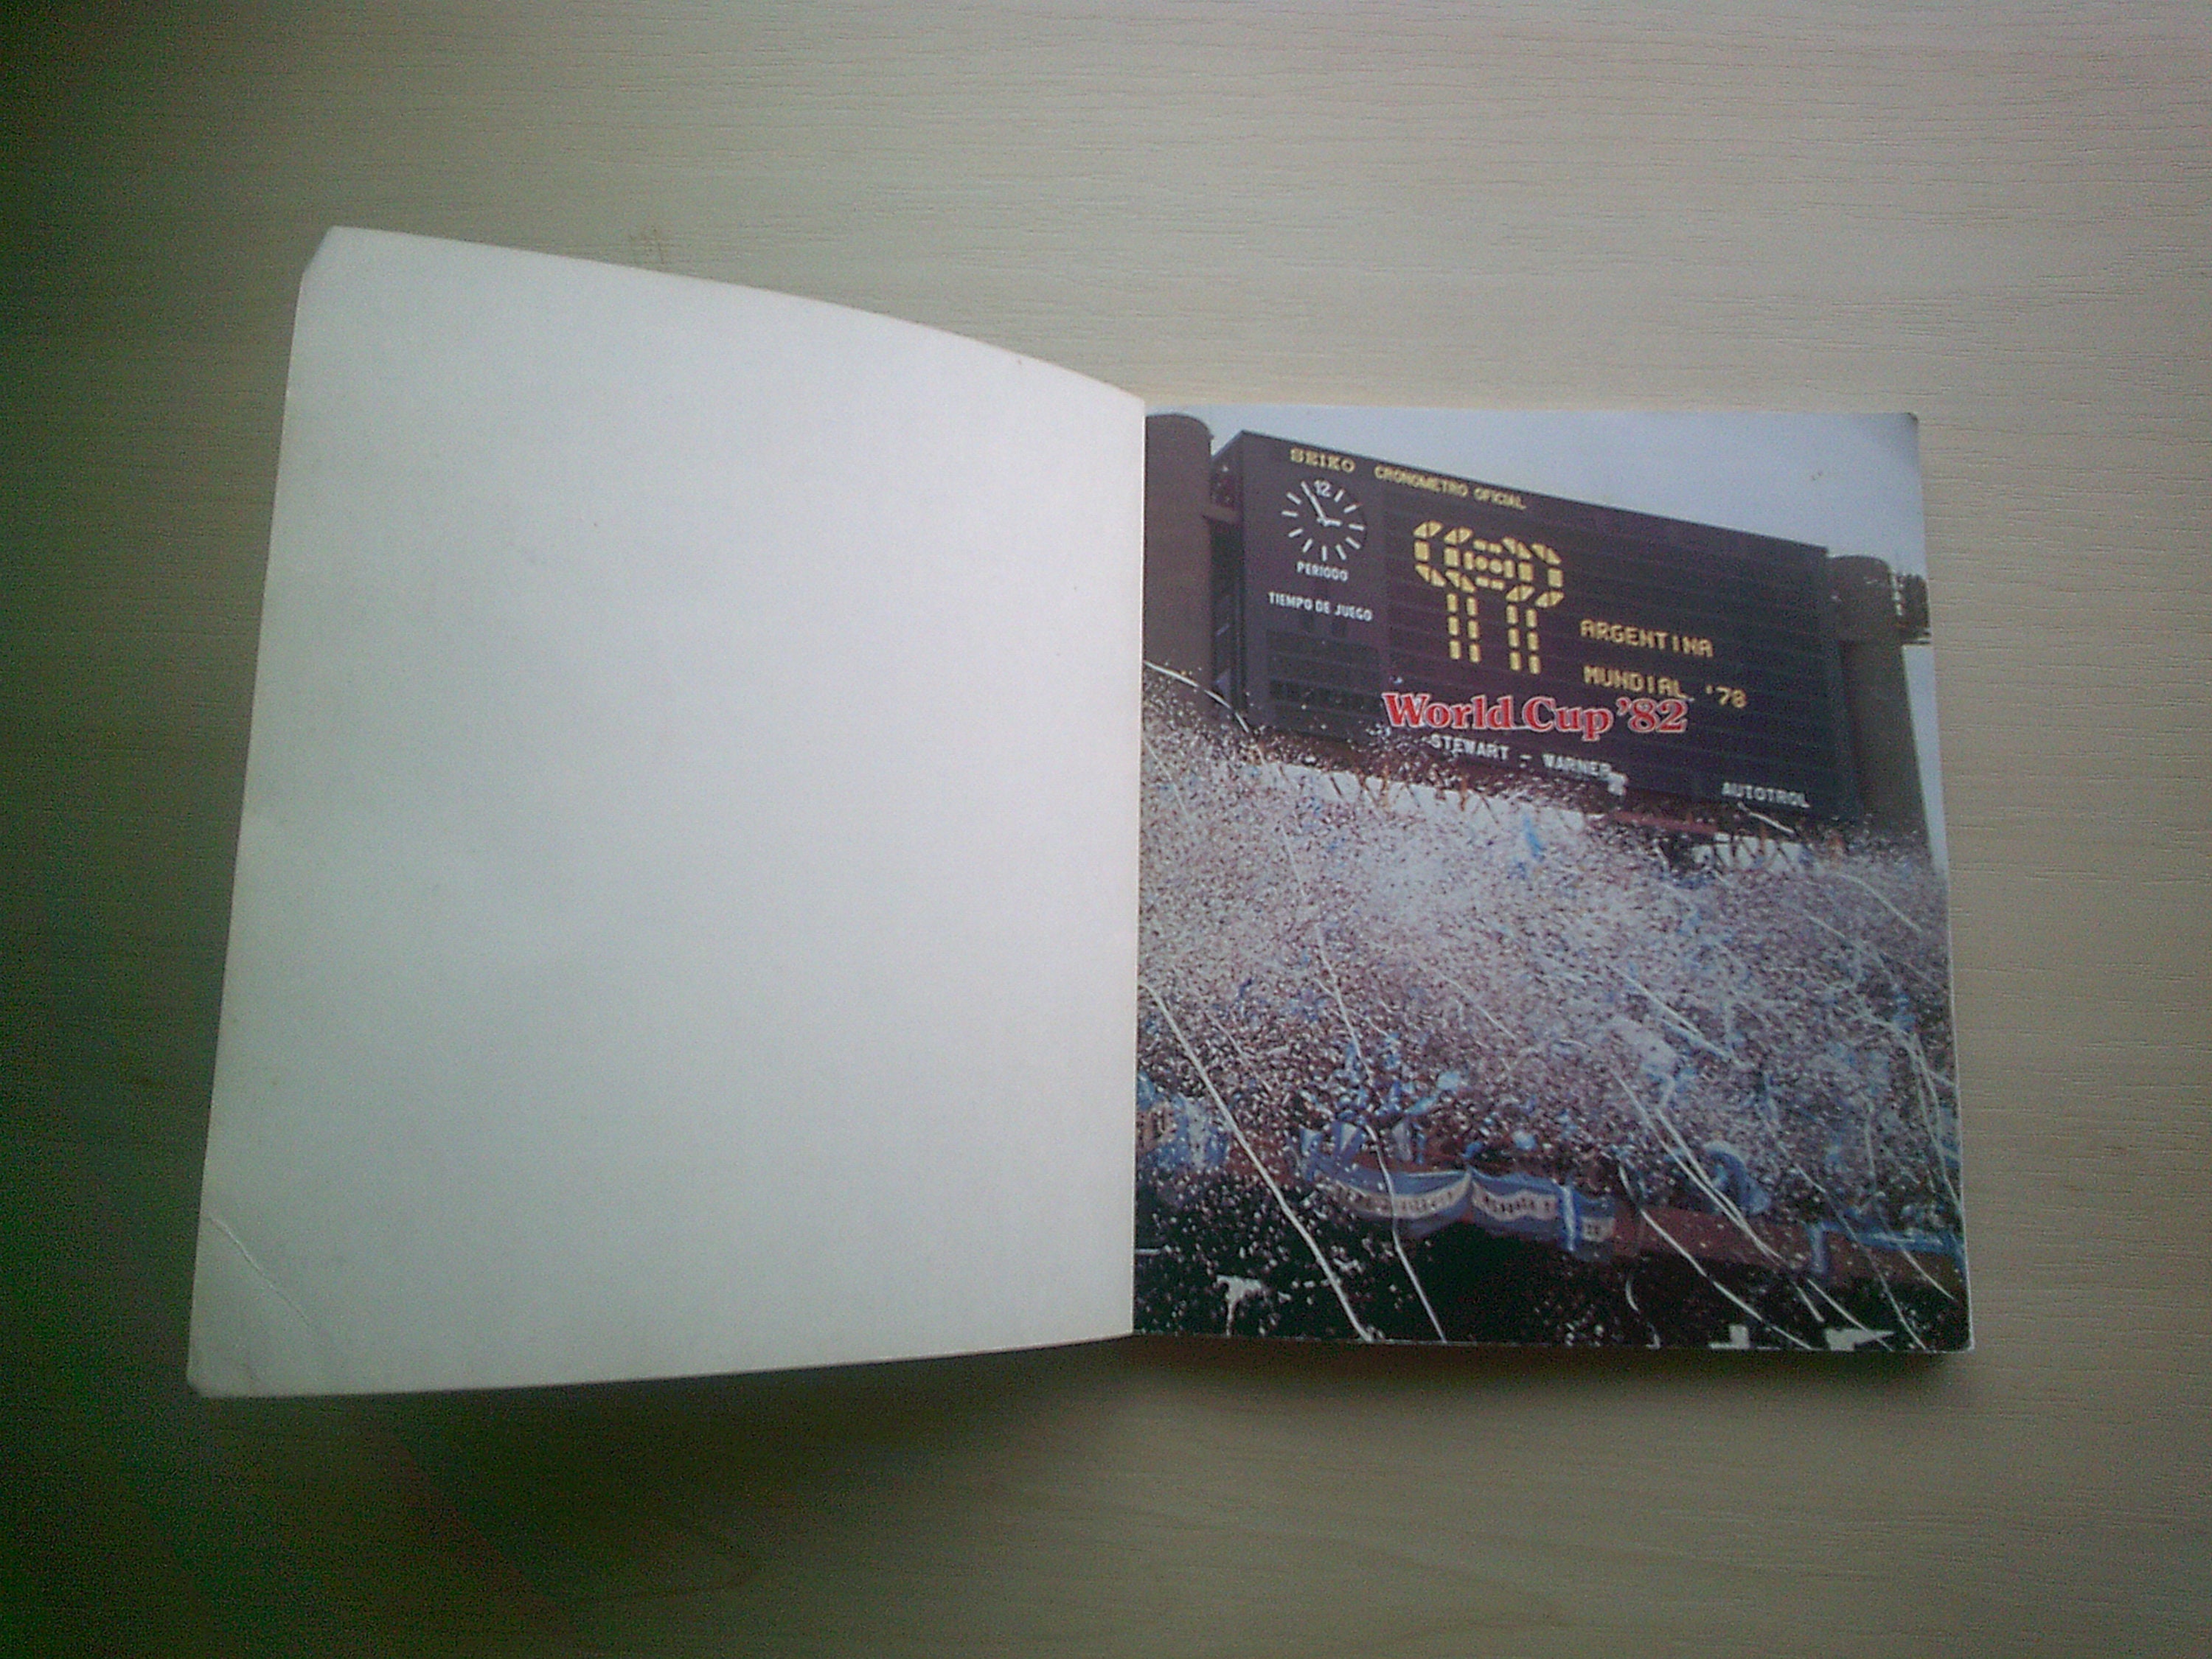 SEIKO CRONOMETRO OFICIAL
12
PERIODO
TIEMPO DE JUEGO
ARGENTINA
MUNDIAL '78
World Cup '82
STEWART - WARNER
AUTOTROL